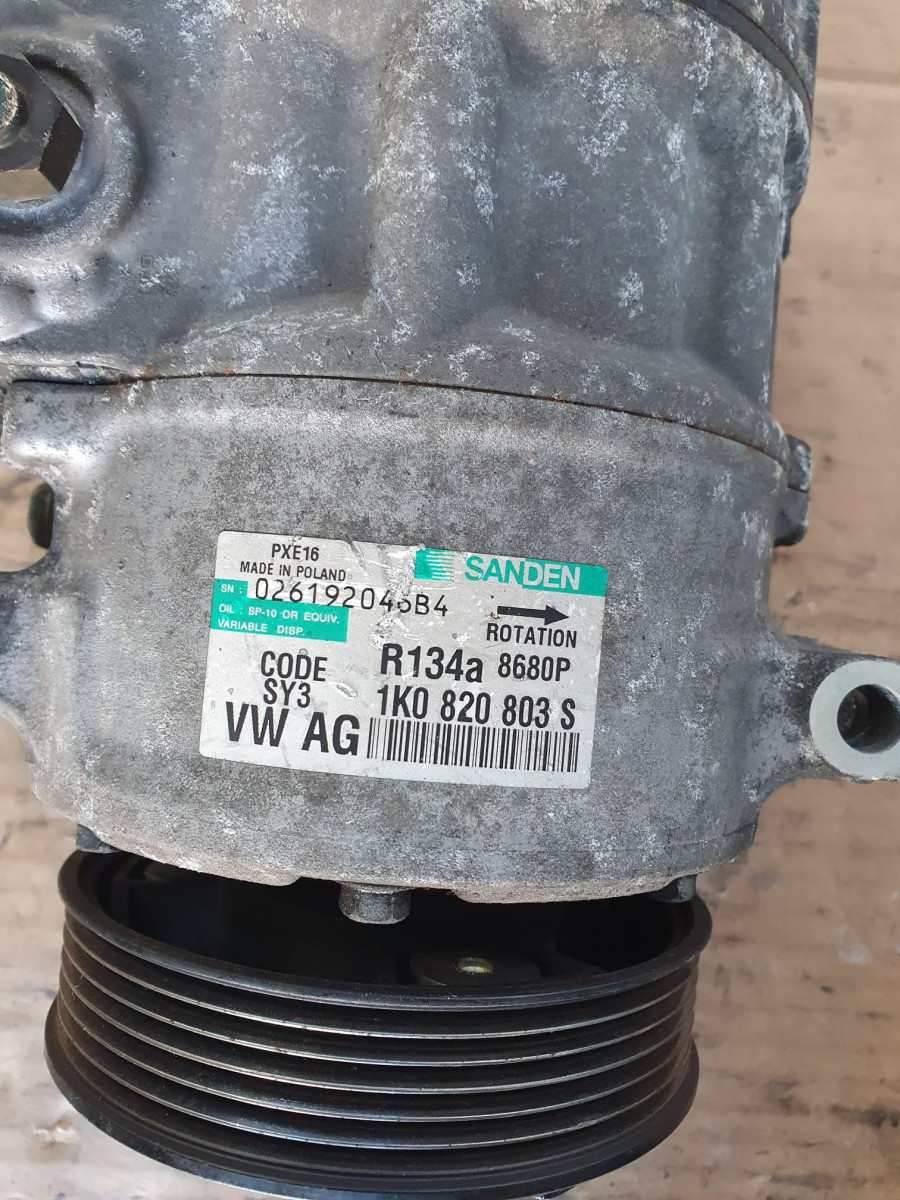 PXE16
MADE IN POLAND
SANDEN
SN :
OIL : SP-10 OR EQUIV.
VARIABLE DISP.
ROTATION
CODE
SY3
R134a 8680P
1K0 820 803 S
VW AG